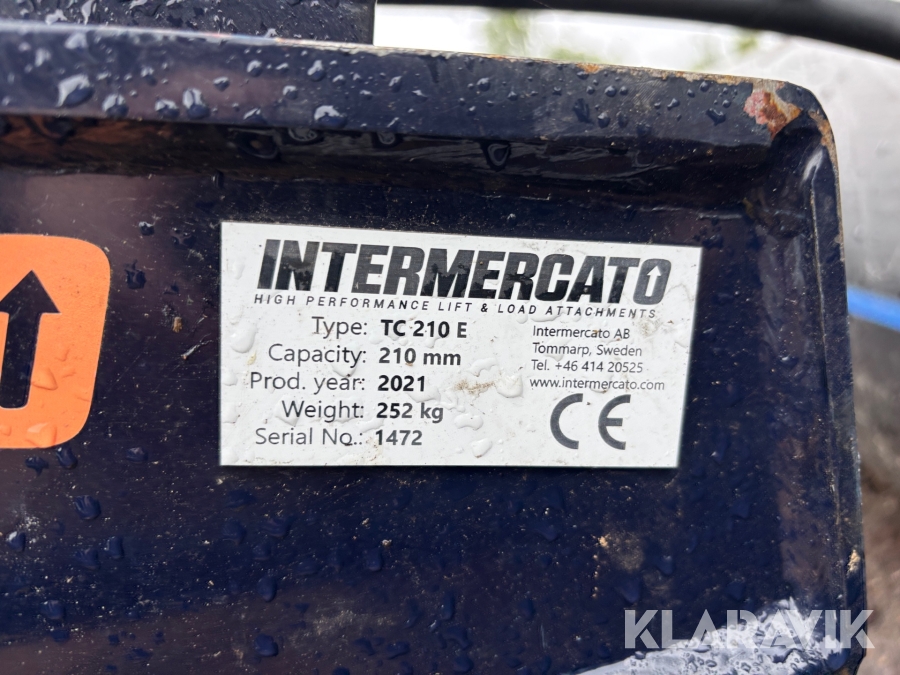 INTERMERCATO
HIGH PERFORMANCE LIFT & LOAD ATTACHMENTS
Type: TC 210 E
Capacity: 210 mm
Prod. year: 2021
Weight: 252 kg
Serial No.: 1472
Intermercato AB
Tommarp, Sweden
Tel. +46 414 20525
www.intermercato.com
CE
KLARAVIK